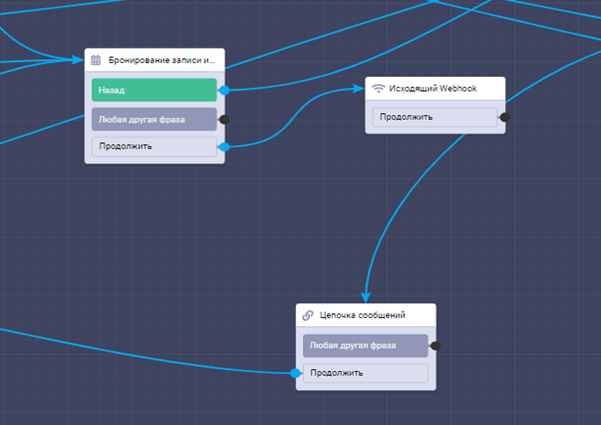 Бронирование записи и...
Назад
Любая другая фраза
Продолжить
Исходящий Webhook
Продолжить
Цепочка сообщений
Любая другая фраза
Продолжить